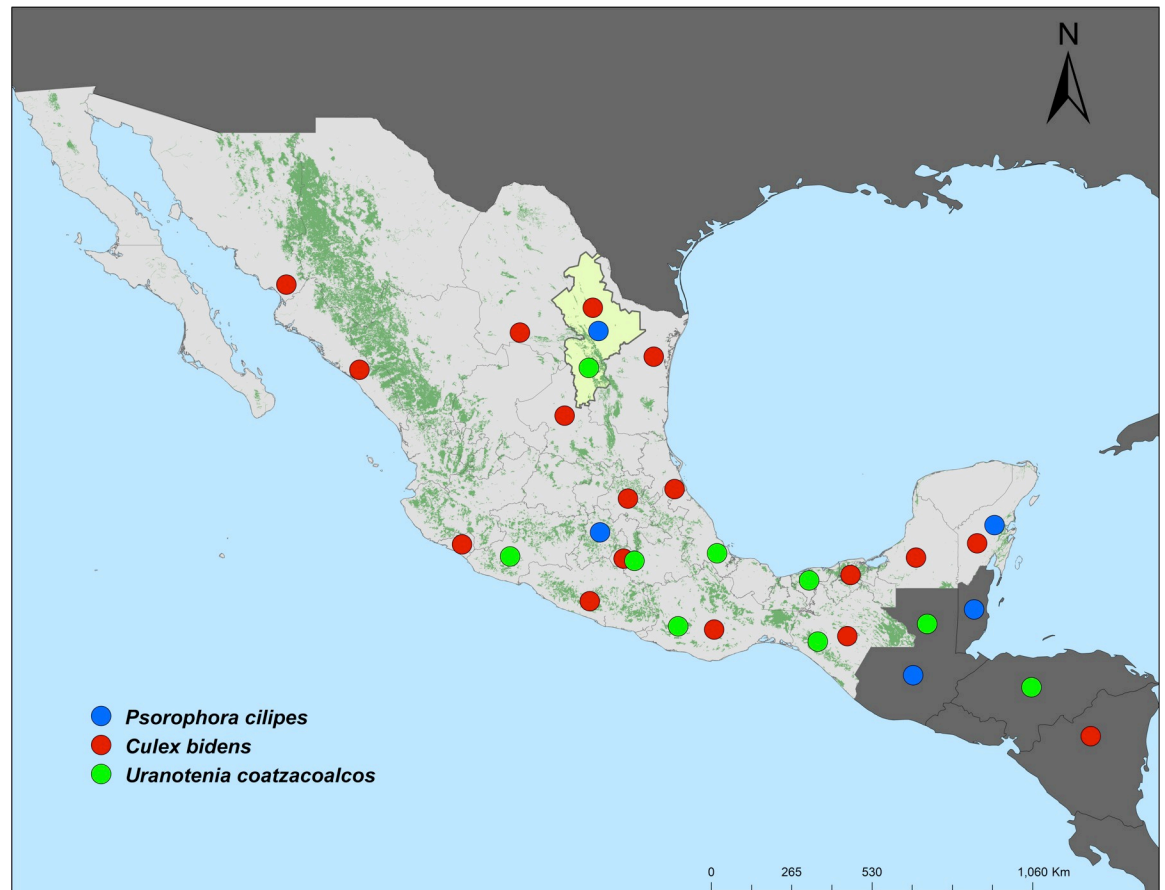 N
Psorophora cilipes
Culex bidens
Uranotenia coatzacoalcos
0 265 530 1,060 Km